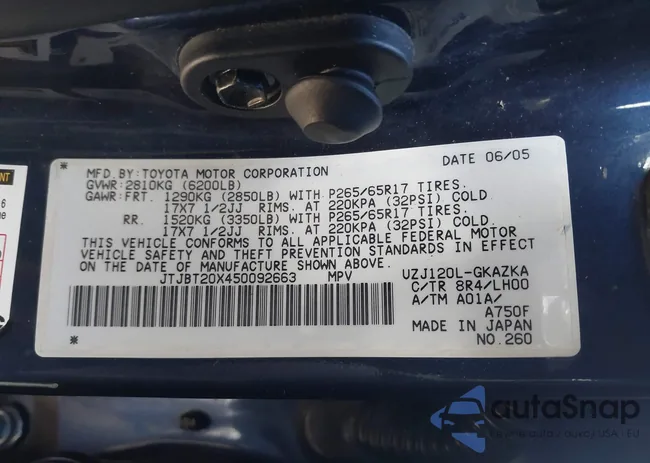 DATE 06/05
MFD. BY: TOYOTA MOTOR CORPORATION
GVWR: 2810KG (6200LB)
GAWR: FRT. 1290KG (2850LB) WITH P265/65R17 TIRES.
17X7 1/2JJ RIMS. AT 220KPA (32PSI) COLD
RR. 1520KG (3350LB) WITH P265/65R17 TIRES.
17X7 1/2JJ RIMS. AT 220KPA (32PSI) COLD.
THIS VEHICLE CONFORMS TO ALL APPLICABLE FEDERAL MOTOR
VEHICLE SAFETY AND THEFT PREVENTION STANDARDS IN EFFECT
ON THE DATE OF MANUFACTURE SHOWN ABOVE.
JTJBT20X450092663 MPV
UZJ120L-GKAZKA
C/TR 8R4/LH00
A/TM A01A/
A750F
MADE IN JAPAN
NO.260
NT
6
ue
autoSnap